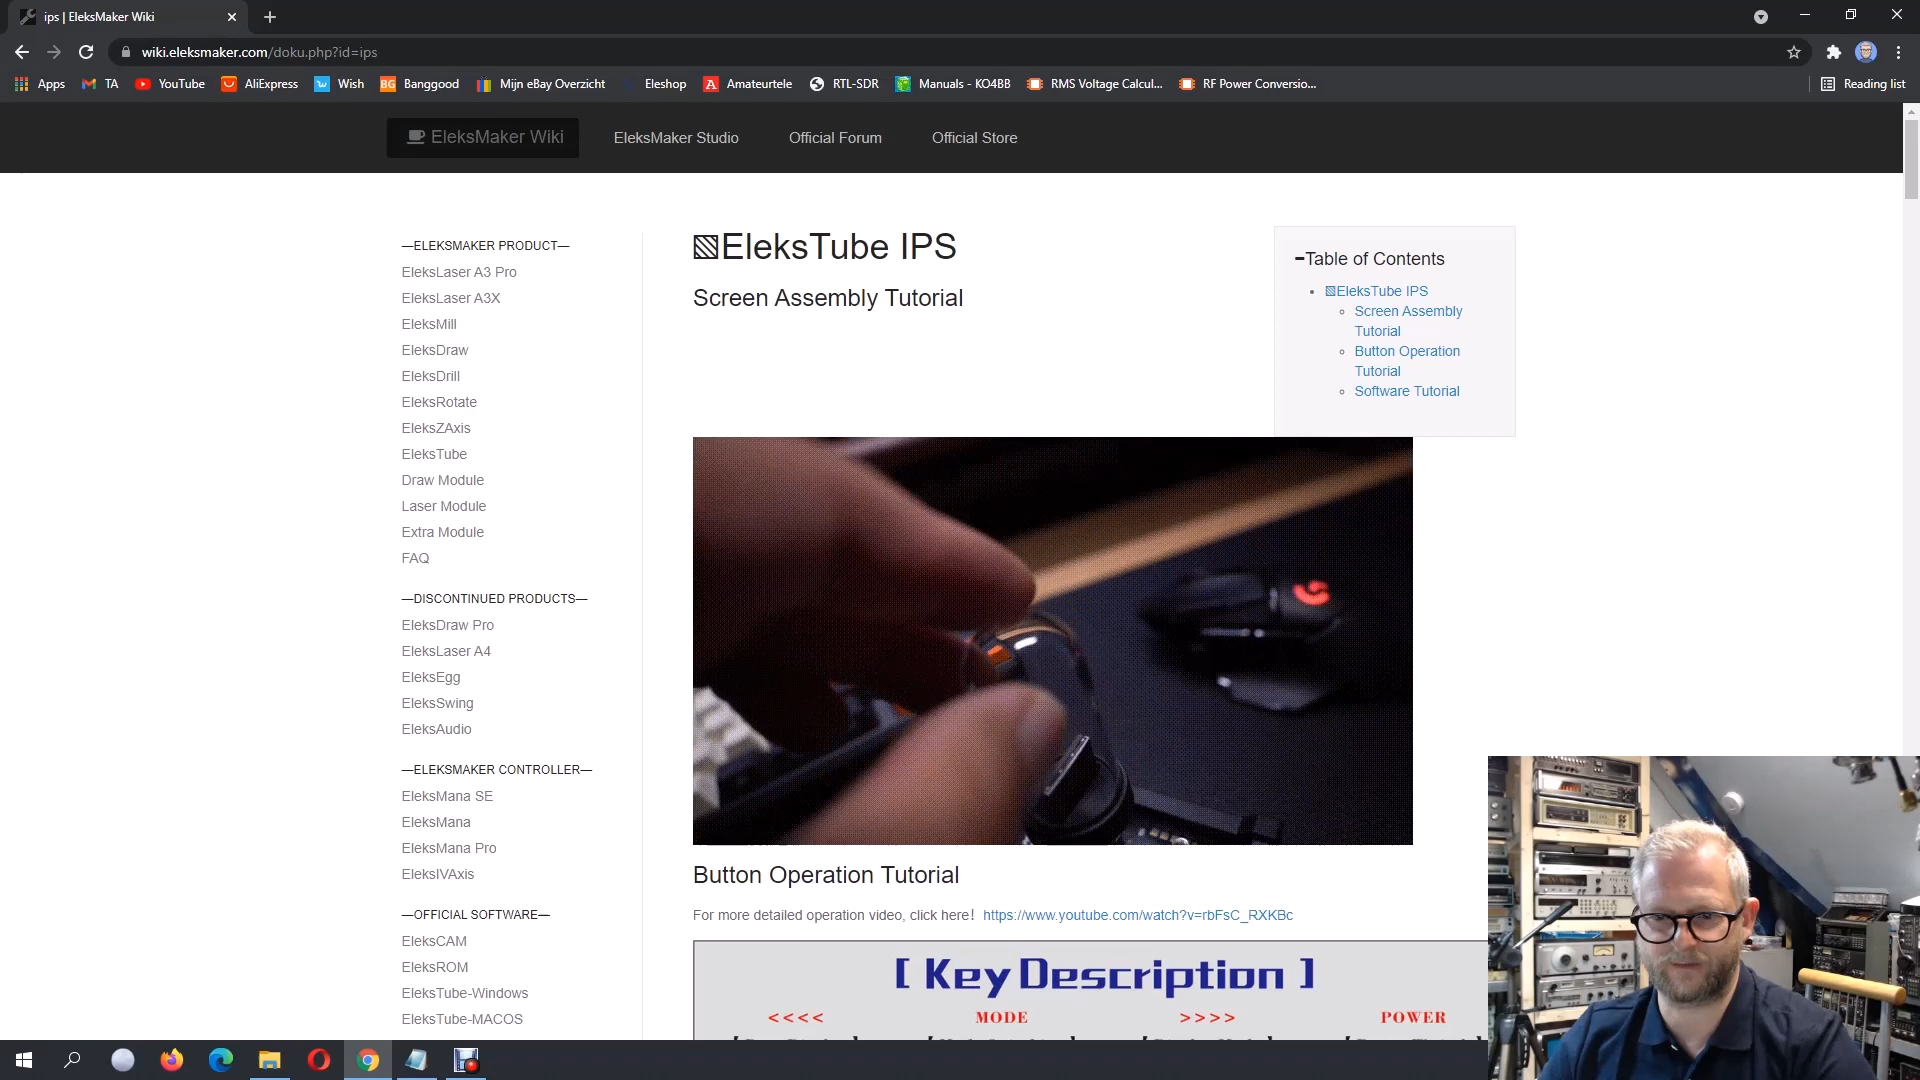 ips | EleksMaker Wiki
wiki.eleksmaker.com/doku.php?id=ips
Apps TA YouTube AliExpress Wish Banggood Mijn eBay Overzicht Eleshop Amateurtele RTL-SDR Manuals - KO4BB RMS Voltage Calcul... RF Power Conversio... Reading list
EleksMaker Wiki EleksMaker Studio Official Forum Official Store
—ELEKSMAKER PRODUCT—
EleksLaser A3 Pro
EleksLaser A3X
EleksMill
EleksDraw
EleksDrill
EleksRotate
EleksZAxis
EleksTube
Draw Module
Laser Module
Extra Module
FAQ
—DISCONTINUED PRODUCTS—
EleksDraw Pro
EleksLaser A4
EleksEgg
EleksSwing
EleksAudio
—ELEKSMAKER CONTROLLER—
EleksMana SE
EleksMana
EleksMana Pro
EleksIVAxis
—OFFICIAL SOFTWARE—
EleksCAM
EleksROM
EleksTube-Windows
EleksTube-MACOS
▧EleksTube IPS
Screen Assembly Tutorial
Button Operation Tutorial
For more detailed operation video, click here！ https://www.youtube.com/watch?v=rbFsC_RXKBc
[ Key Description ]
<<<< MODE >>>> POWER
Table of Contents
▧EleksTube IPS
Screen Assembly
Tutorial
Button Operation
Tutorial
Software Tutorial